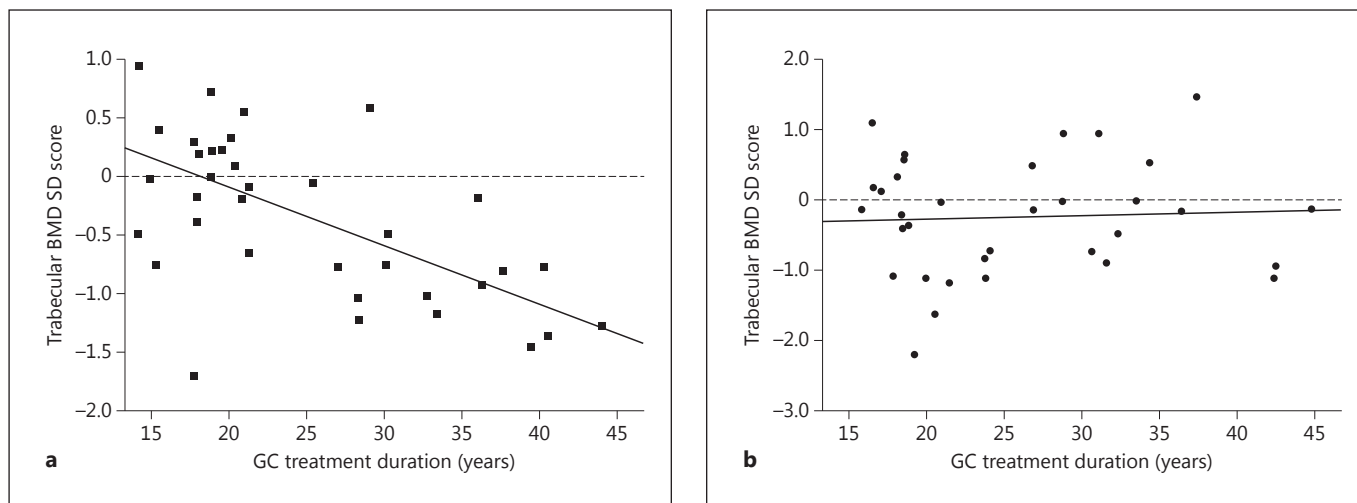 1.0
0.5
0
–0.5
–1.0
–1.5
–2.0
Trabecular BMD SD score
15 20 25 30 35 40 45
a GC treatment duration (years)
2.0
1.0
0
–1.0
–2.0
–3.0
Trabecular BMD SD score
15 20 25 30 35 40 45
b GC treatment duration (years)